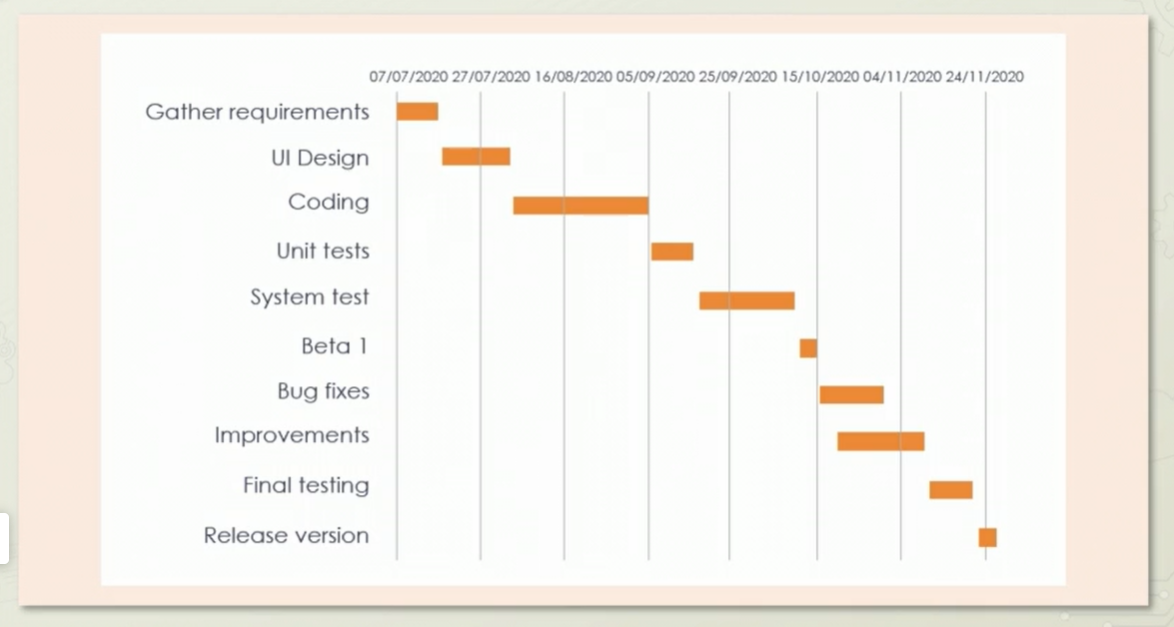 07/07/2020 27/07/2020 16/08/2020 05/09/2020 25/09/2020 15/10/2020 04/11/2020 24/11/2020
Gather requirements
UI Design
Coding
Unit tests
System test
Beta 1
Bug fixes
Improvements
Final testing
Release version